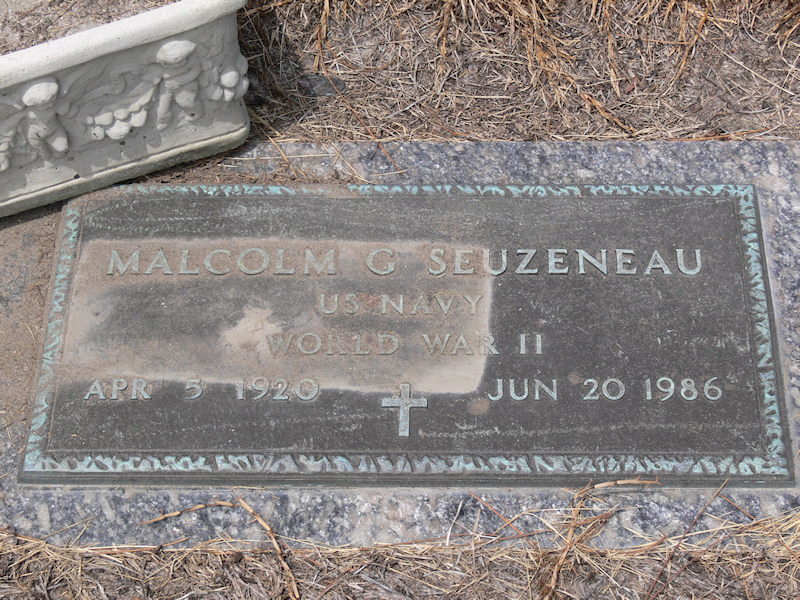 MALCOLM G SEUZENEAU
US NAVY
WORLD WAR II
APR 5 1920 JUN 20 1986